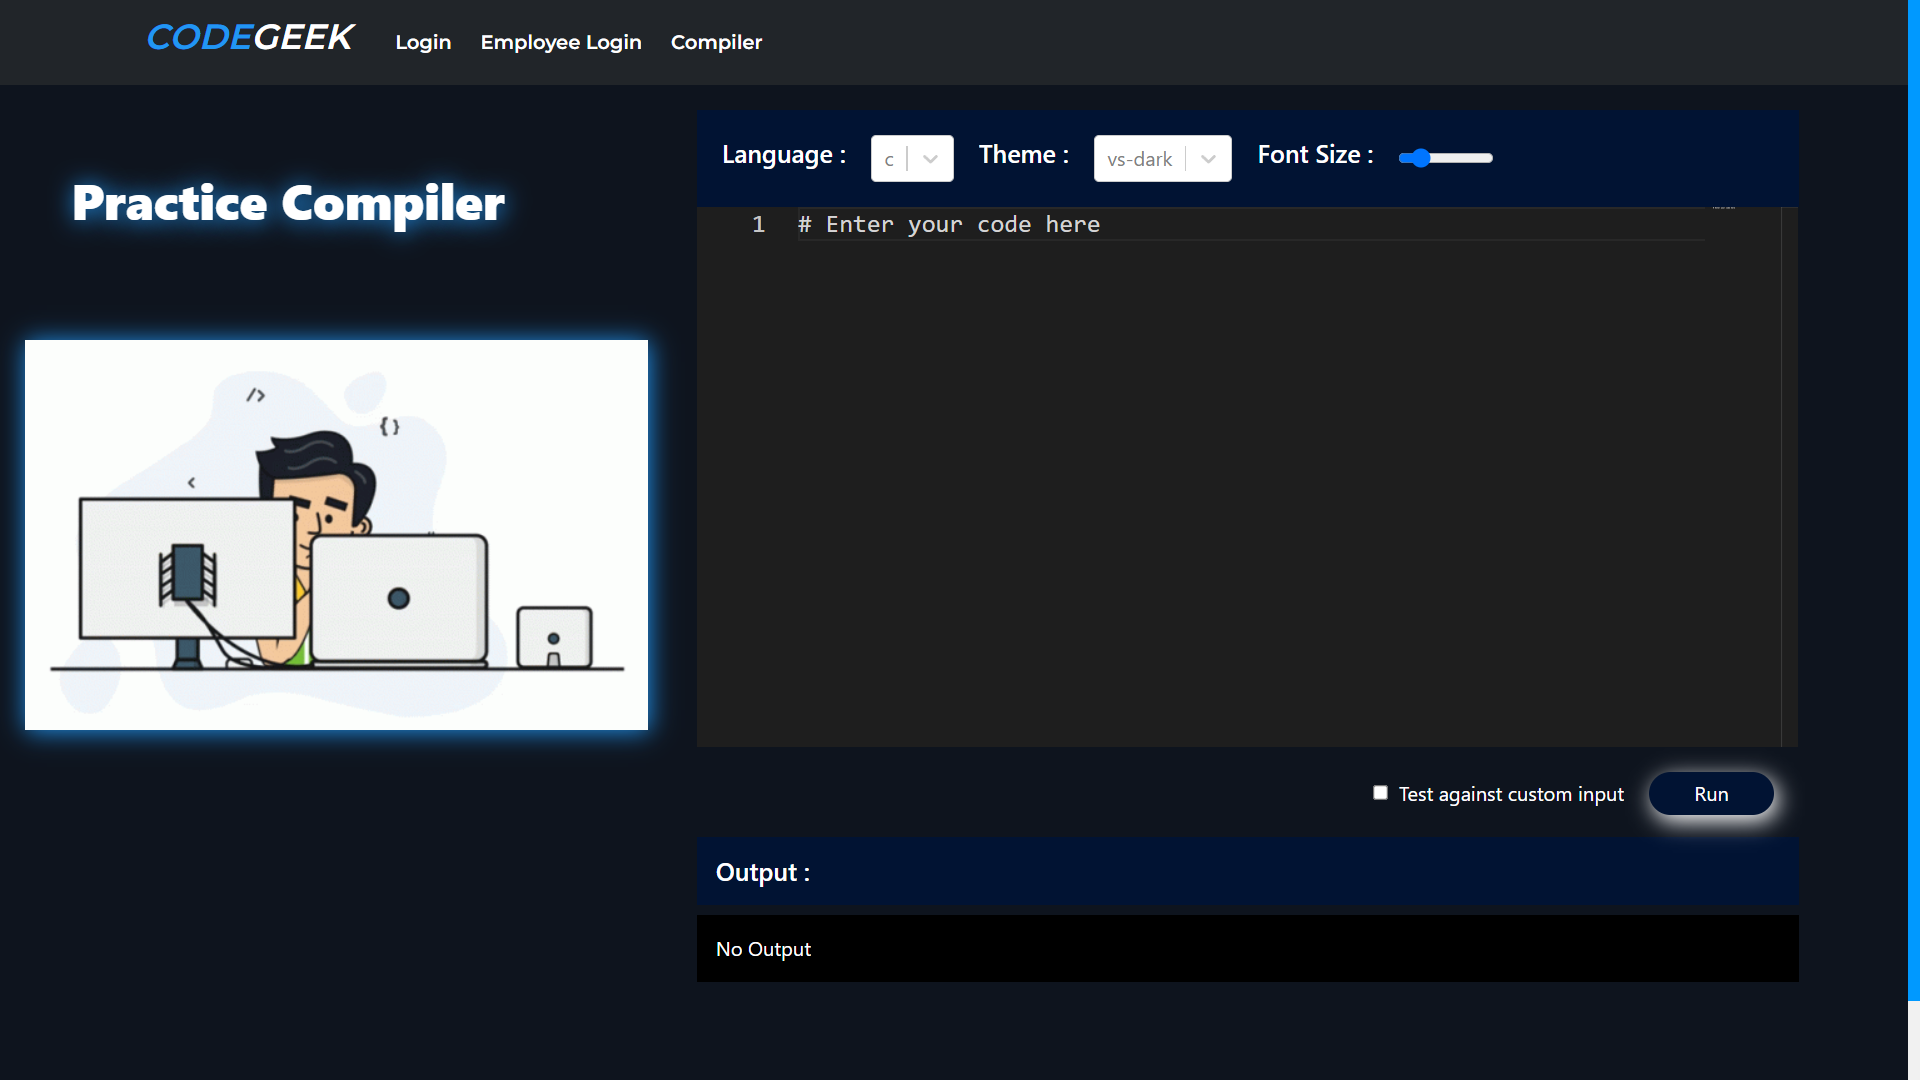 CODEGEEK Login Employee Login Compiler
Practice Compiler
/>
{ }
<
Language : c Theme : vs-dark Font Size :
1 # Enter your code here
Test against custom input Run
Output :
No Output